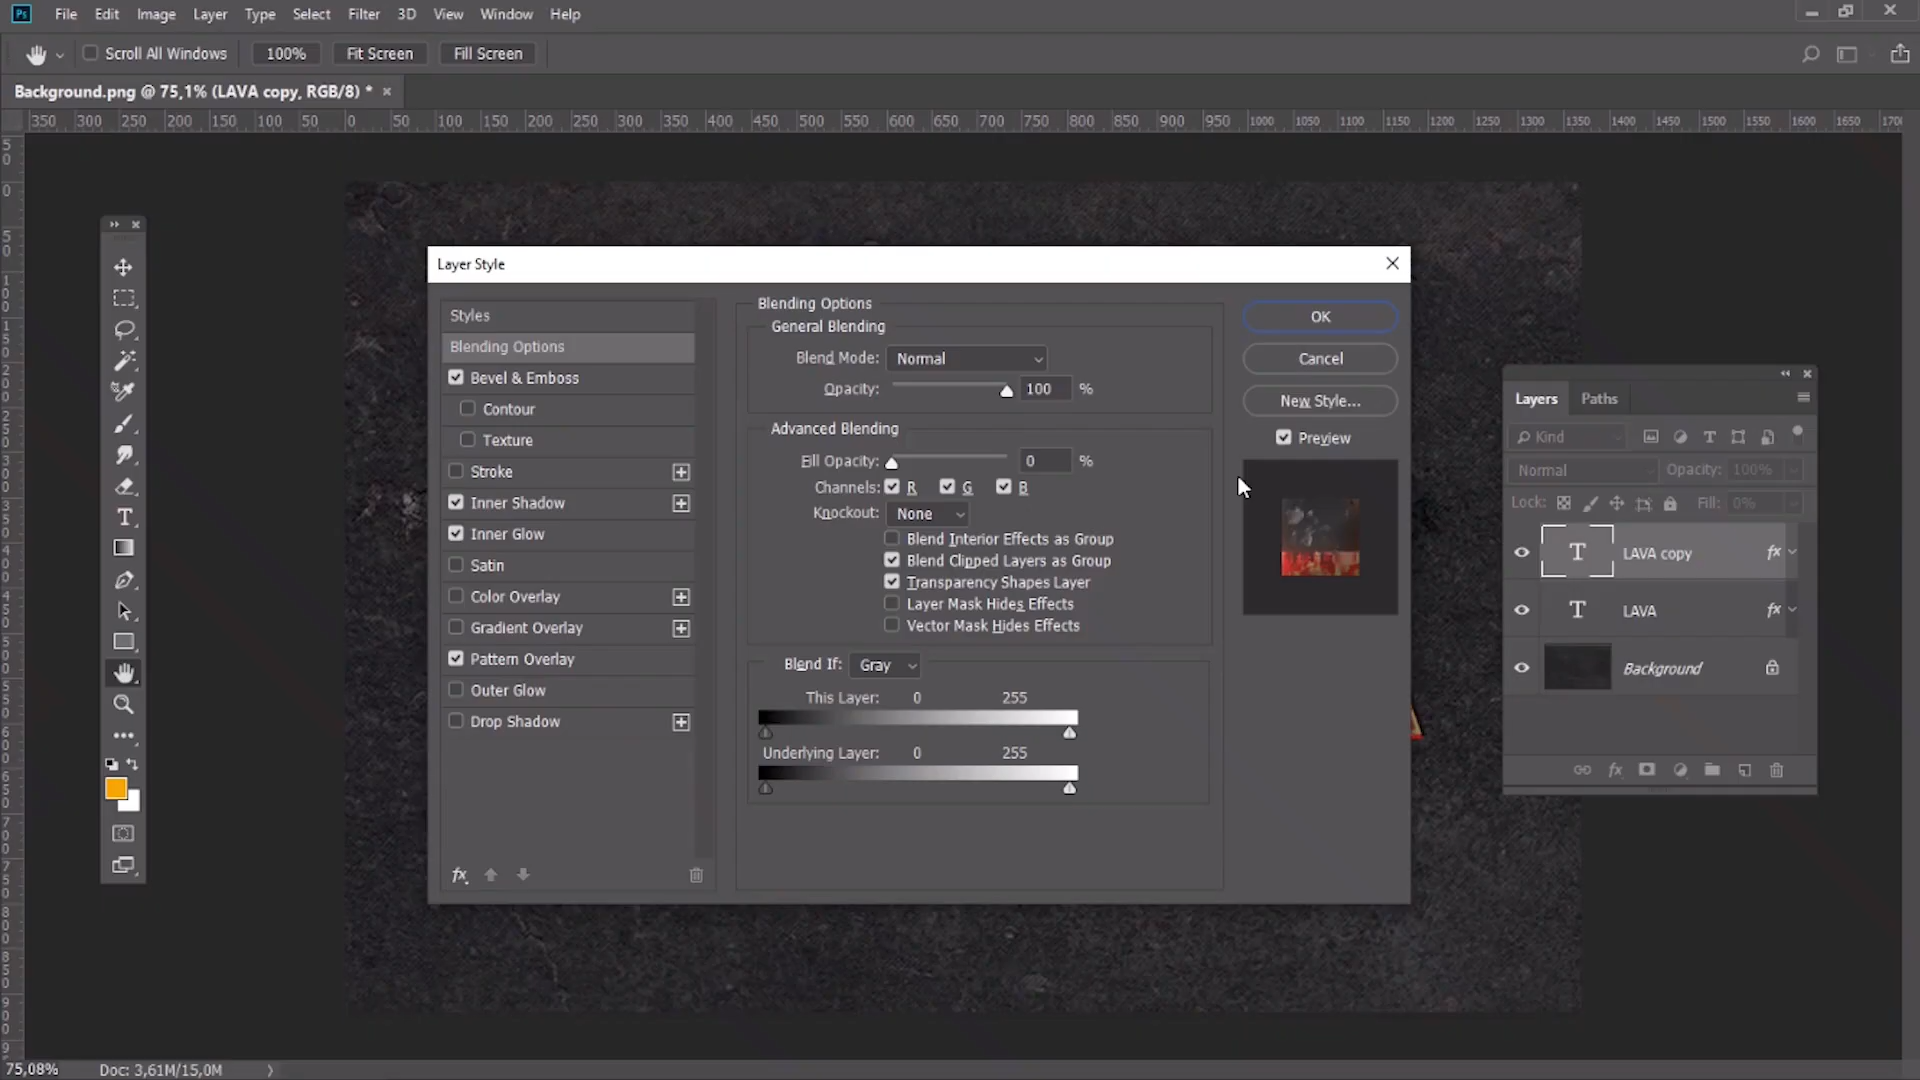 Ps File Edit Image Layer Type Select Filter 3D View Window Help
Scroll All Windows 100% Fit Screen Fill Screen
Background.png @ 75,1% (LAVA copy, RGB/8) * ×
350 300 250 200 150 100 50 0 50 100 150 200 250 300 350 400 450 500 550 600 650 700 750 800 850 900 950 1000 1050 1100 1150 1200 1250 1300 1350 1400 1450 1500 1550 1600 1650 1700
Layer Style
Styles
Blending Options
Bevel & Emboss
Contour
Texture
Stroke
Inner Shadow
Inner Glow
Satin
Color Overlay
Gradient Overlay
Pattern Overlay
Outer Glow
Drop Shadow
fx
Blending Options
General Blending
Blend Mode: Normal
Opacity: 100 %
Advanced Blending
Fill Opacity: 0 %
Channels: R G B
Knockout: None
Blend Interior Effects as Group
Blend Clipped Layers as Group
Transparency Shapes Layer
Layer Mask Hides Effects
Vector Mask Hides Effects
Blend If: Gray
This Layer: 0 255
Underlying Layer: 0 255
OK
Cancel
New Style...
Preview
Layers Paths
Kind
Normal Opacity: 100%
Lock: Fill: 0%
T LAVA copy fx
T LAVA fx
Background
fx
75,08% Doc: 3,61M/15,0M